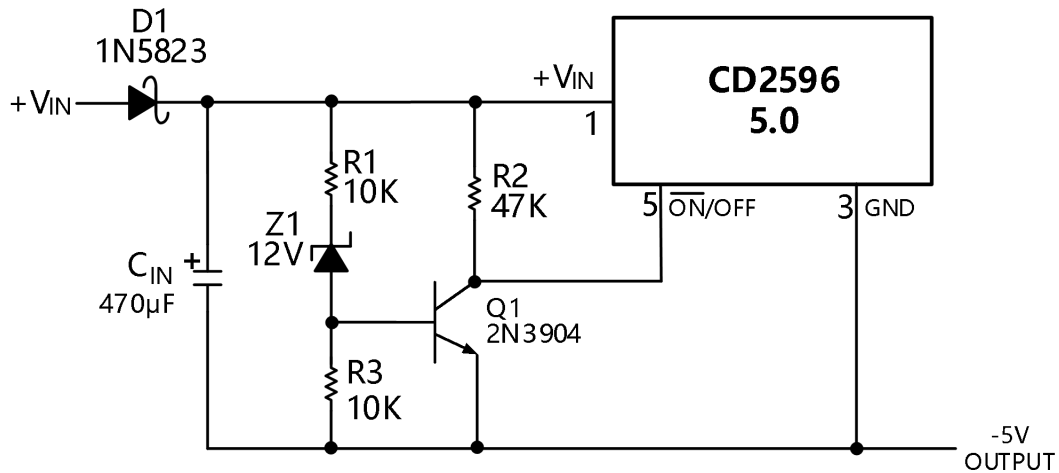 D1
1N5823
+VIN
+VIN
1
CD2596
5.0
R1
10K
R2
47K
5 ON/OFF
3 GND
Z1
12V
CIN
+
470µF
Q1
2N3904
R3
10K
-5V
OUTPUT